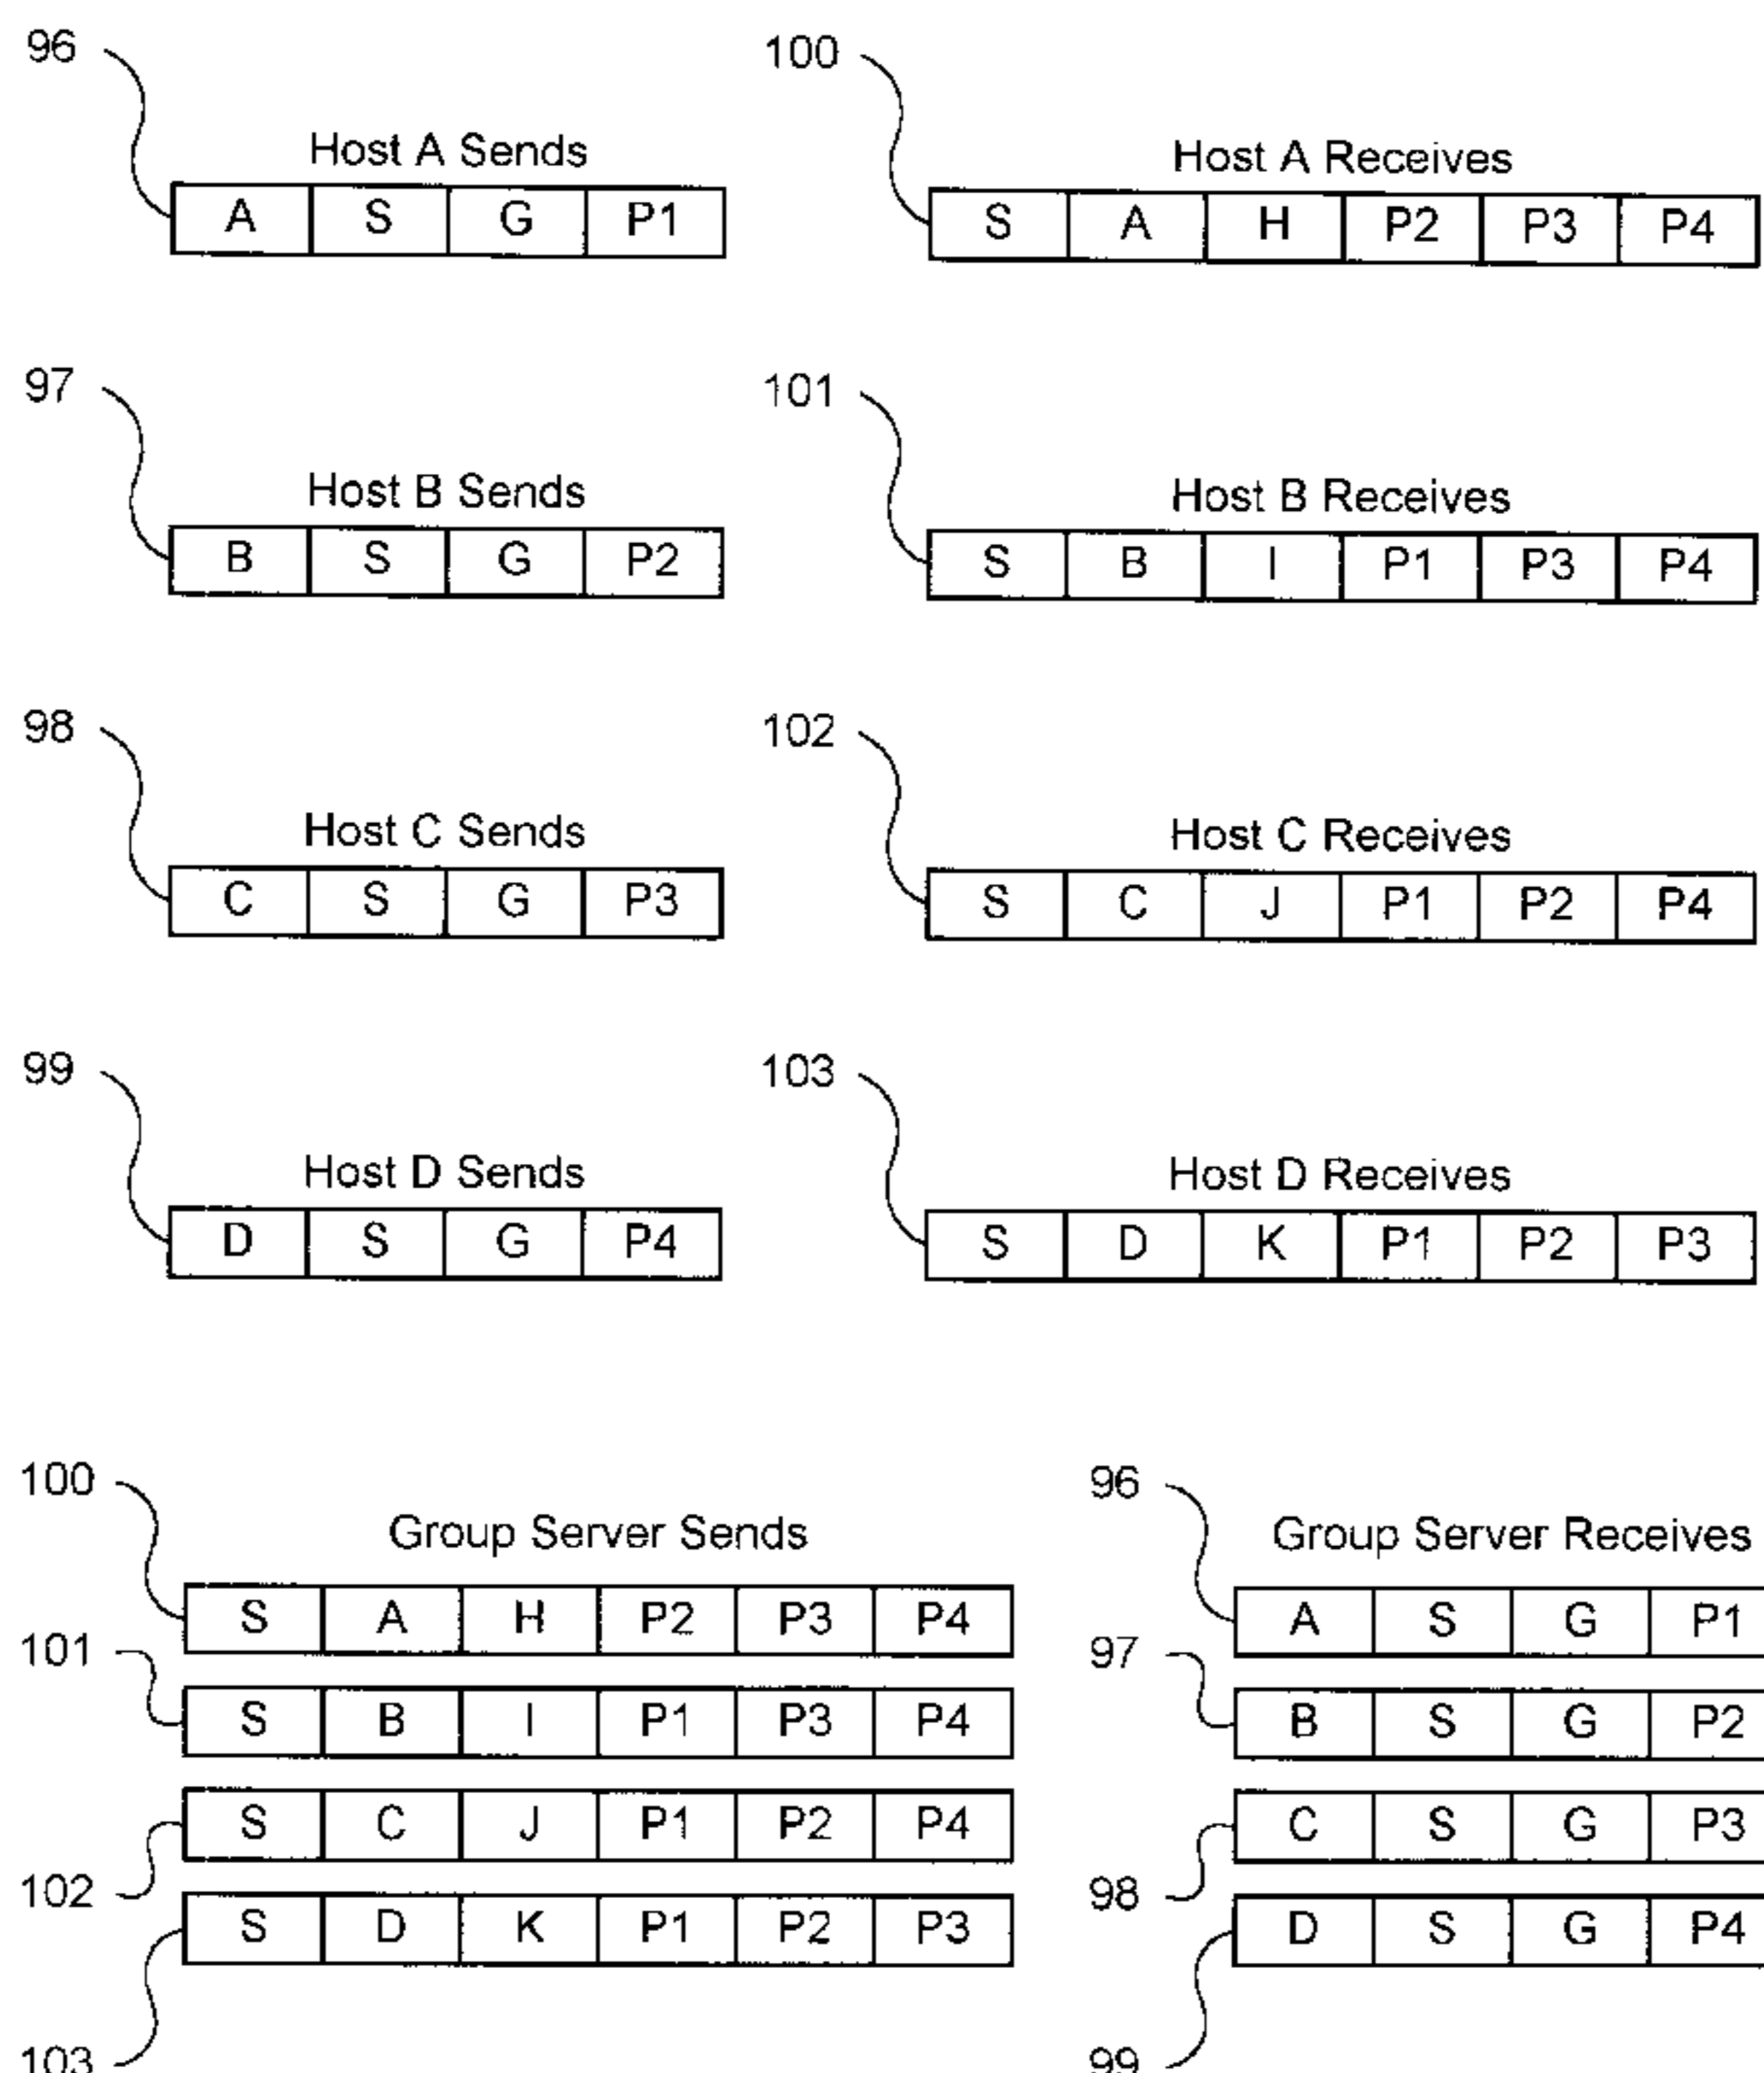 96
100
Host A Sends
Host A Receives
A S G P1
S A H P2 P3 P4
97
101
Host B Sends
Host B Receives
B S G P2
S B I P1 P3 P4
98
102
Host C Sends
Host C Receives
C S G P3
S C J P1 P2 P4
99
103
Host D Sends
Host D Receives
D S G P4
S D K P1 P2 P3
100
96
Group Server Sends
Group Server Receives
S A H P2 P3 P4
A S G P1
101
97
S B I P1 P3 P4
B S G P2
S C J P1 P2 P4
C S G P3
102
98
S D K P1 P2 P3
D S G P4
103
99